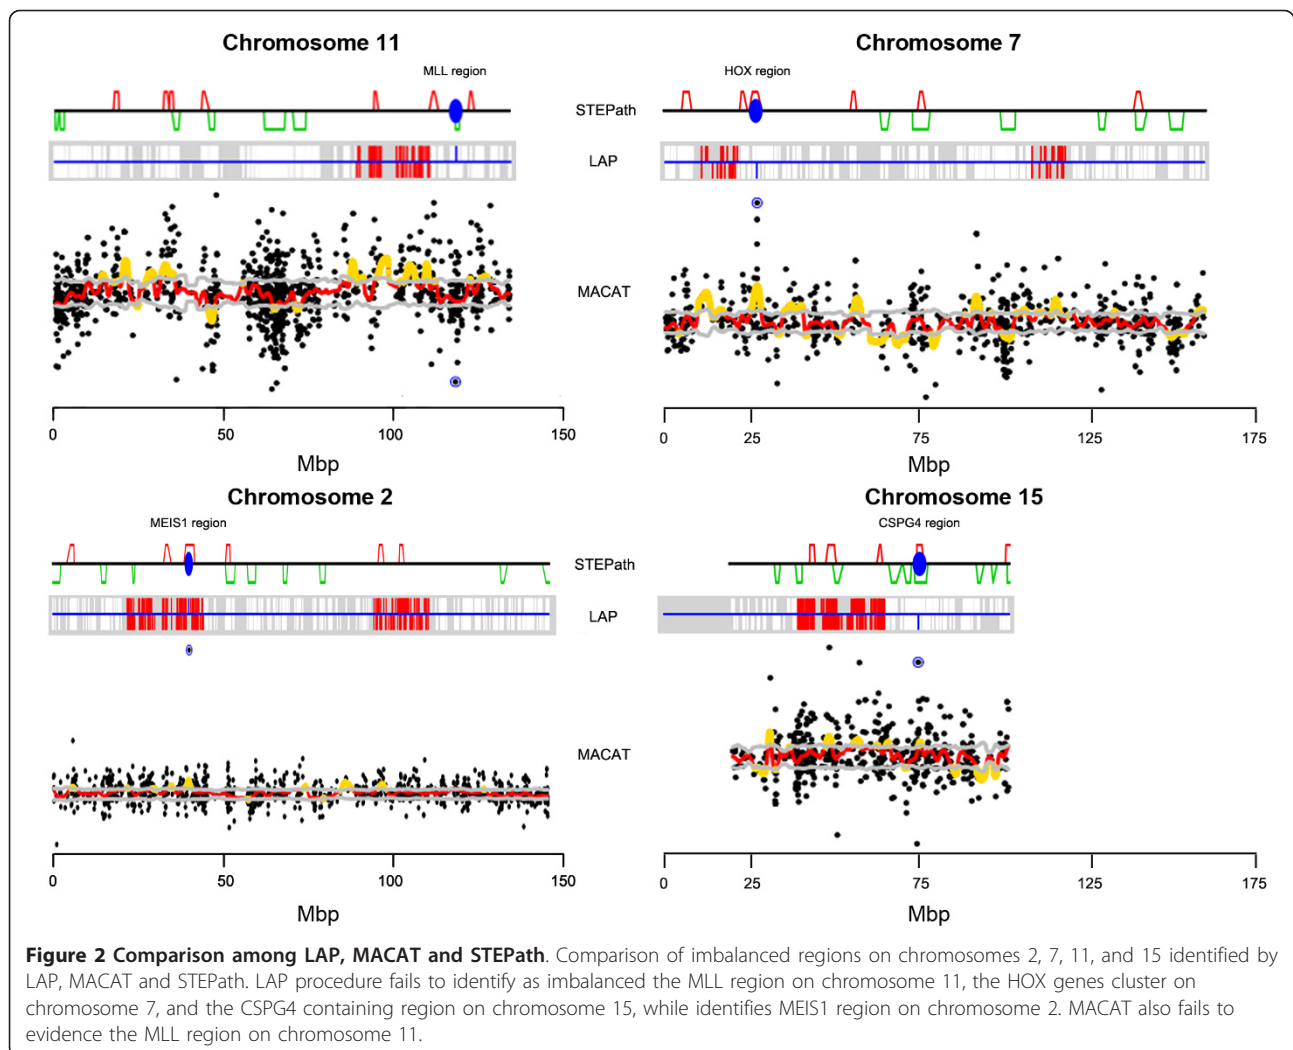 Chromosome 11
Chromosome 7
MLL region
HOX region
STEPath
LAP
MACAT
0 50 100 150
0 25 75 125 175
Mbp
Mbp
Chromosome 2
Chromosome 15
MEIS1 region
CSPG4 region
STEPath
LAP
MACAT
0 50 100 150
0 25 75 125 175
Mbp
Mbp
Figure 2 Comparison among LAP, MACAT and STEPath. Comparison of imbalanced regions on chromosomes 2, 7, 11, and 15 identified by
LAP, MACAT and STEPath. LAP procedure fails to identify as imbalanced the MLL region on chromosome 11, the HOX genes cluster on
chromosome 7, and the CSPG4 containing region on chromosome 15, while identifies MEIS1 region on chromosome 2. MACAT also fails to
evidence the MLL region on chromosome 11.